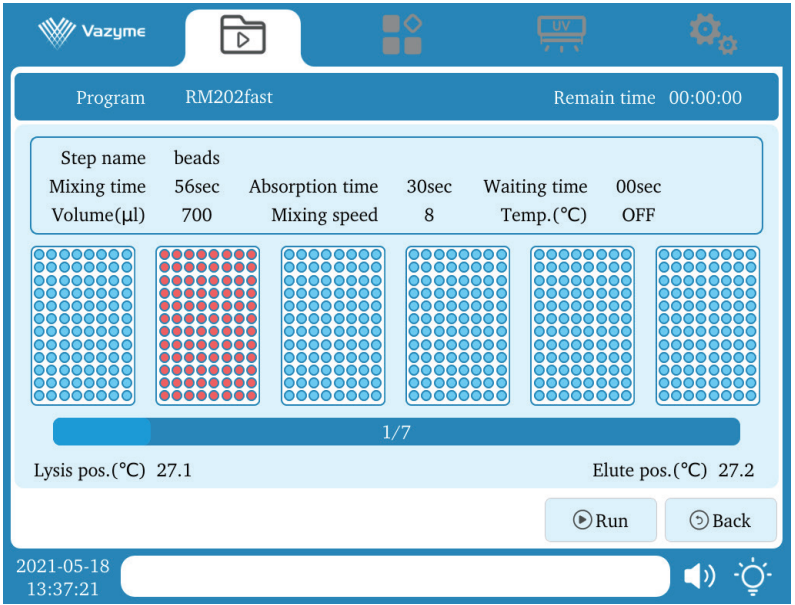 Vazyme
UV
Program RM202fast Remain time 00:00:00
Step name beads
Mixing time 56sec Absorption time 30sec Waiting time 00sec
Volume(μl) 700 Mixing speed 8 Temp.(℃) OFF
1/7
Lysis pos.(℃) 27.1 Elute pos.(℃) 27.2
Run Back
2021-05-18
13:37:21